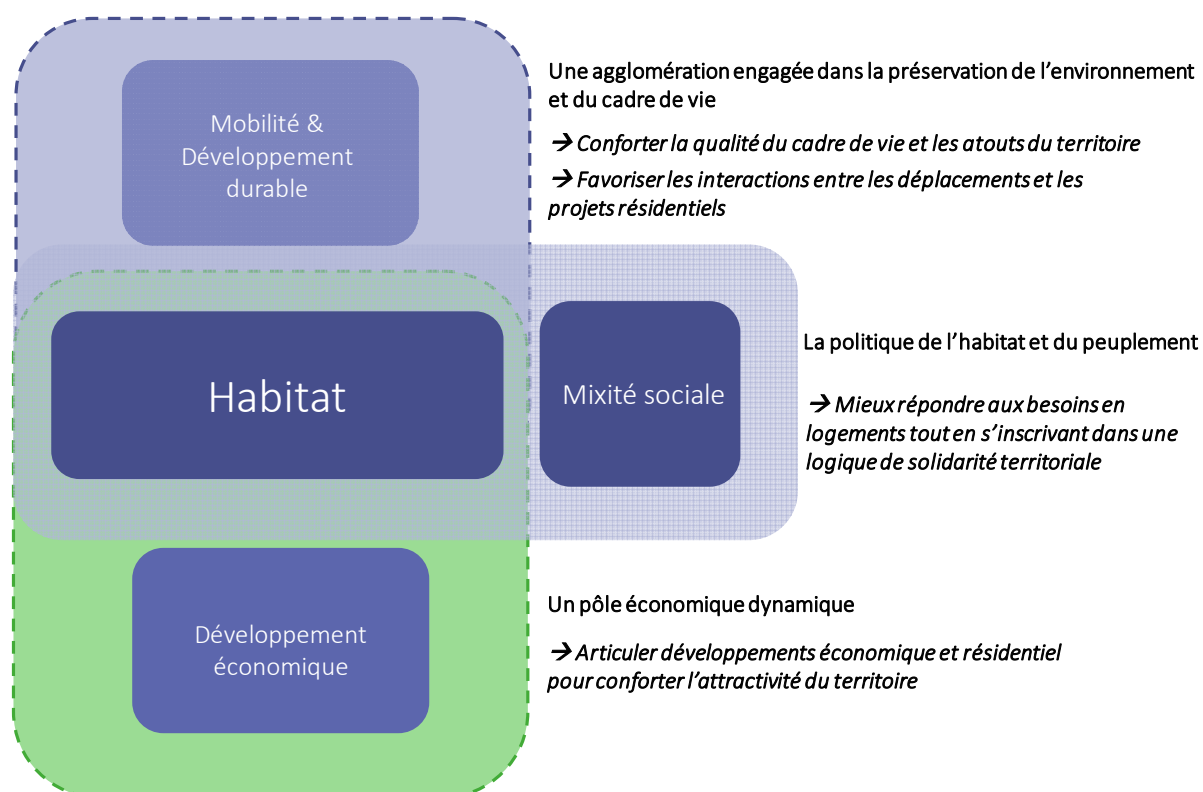 Mobilité &
Développement
durable
Une agglomération engagée dans la préservation de l’environnement
et du cadre de vie
→ Conforter la qualité du cadre de vie et les atouts du territoire
→ Favoriser les interactions entre les déplacements et les
projets résidentiels
Habitat
Mixité sociale
La politique de l’habitat et du peuplement
→ Mieux répondre aux besoins en
logements tout en s’inscrivant dans une
logique de solidarité territoriale
Développement
économique
Un pôle économique dynamique
→ Articuler développements économique et résidentiel
pour conforter l’attractivité du territoire